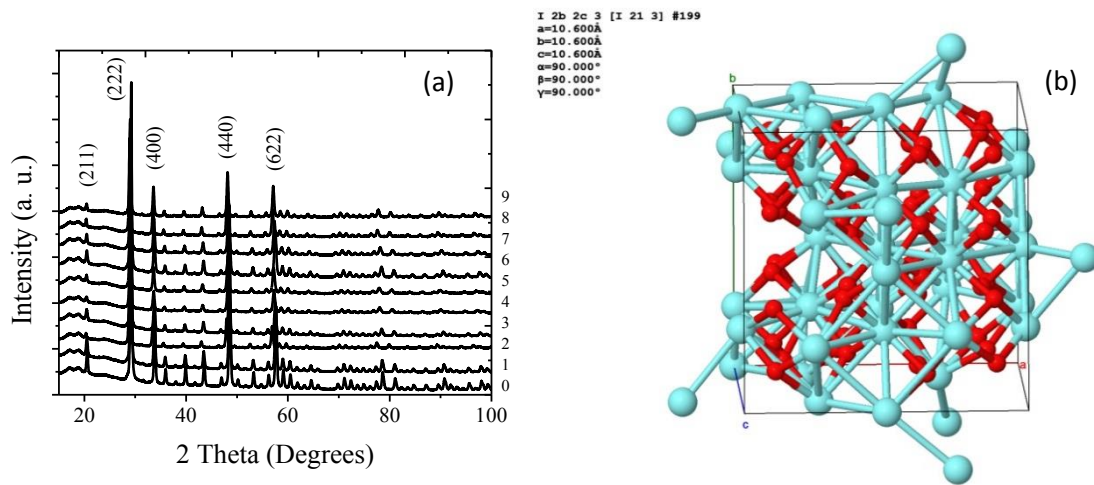 (a)
(222)
(211)
(400)
(440)
(622)
9
8
7
6
5
4
3
2
1
0
Intensity (a. u.)
20 40 60 80 100
2 Theta (Degrees)
I 2b 2c 3 [I 21 3] #199
a=10.600Å
b=10.600Å
c=10.600Å
α=90.000°
β=90.000°
γ=90.000°
(b)
b
a
c